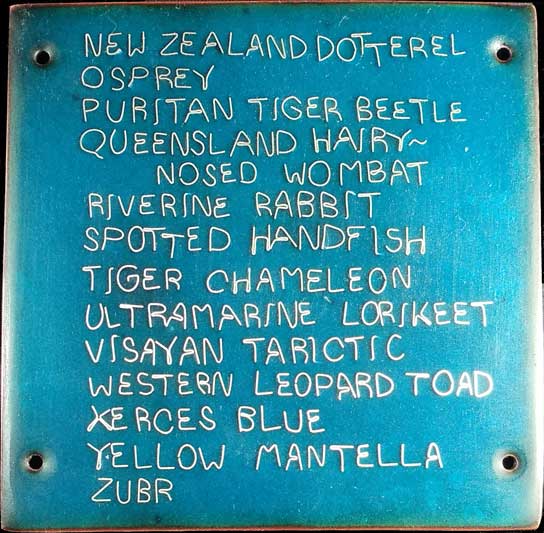 NEW ZEALAND DOTTEREL
OSPREY
PURITAN TIGER BEETLE
QUEENSLAND HAIRY~
NOSED WOMBAT
RIVERINE RABBIT
SPOTTED HANDFISH
TIGER CHAMELEON
ULTRAMARINE LORIKEET
VISAYAN TARICTIC
WESTERN LEOPARD TOAD
XERCES BLUE
YELLOW MANTELLA
ZUBR